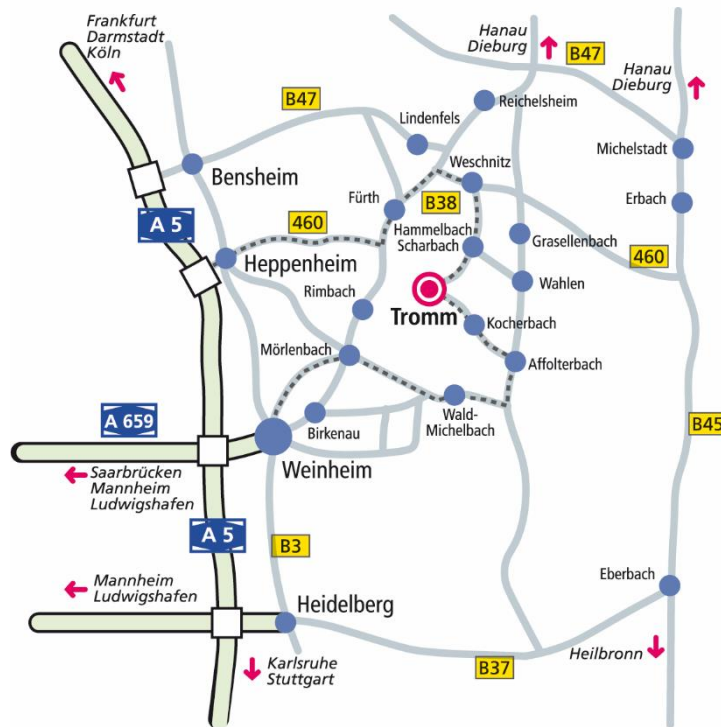 Frankfurt
Darmstadt
Köln
Hanau
Dieburg
B47
Hanau
Dieburg
B47
Lindenfels
Reichelsheim
Michelstadt
Bensheim
Weschnitz
Fürth
B38
Erbach
A 5
460
Hammelbach
Scharbach
Grasellenbach
460
Heppenheim
Rimbach
Tromm
Wahlen
Kocherbach
Mörlenbach
Affolterbach
A 659
Birkenau
Wald-
Michelbach
B45
Weinheim
Saarbrücken
Mannheim
Ludwigshafen
A 5
B3
Mannheim
Ludwigshafen
Heidelberg
Eberbach
Karlsruhe
Stuttgart
B37
Heilbronn